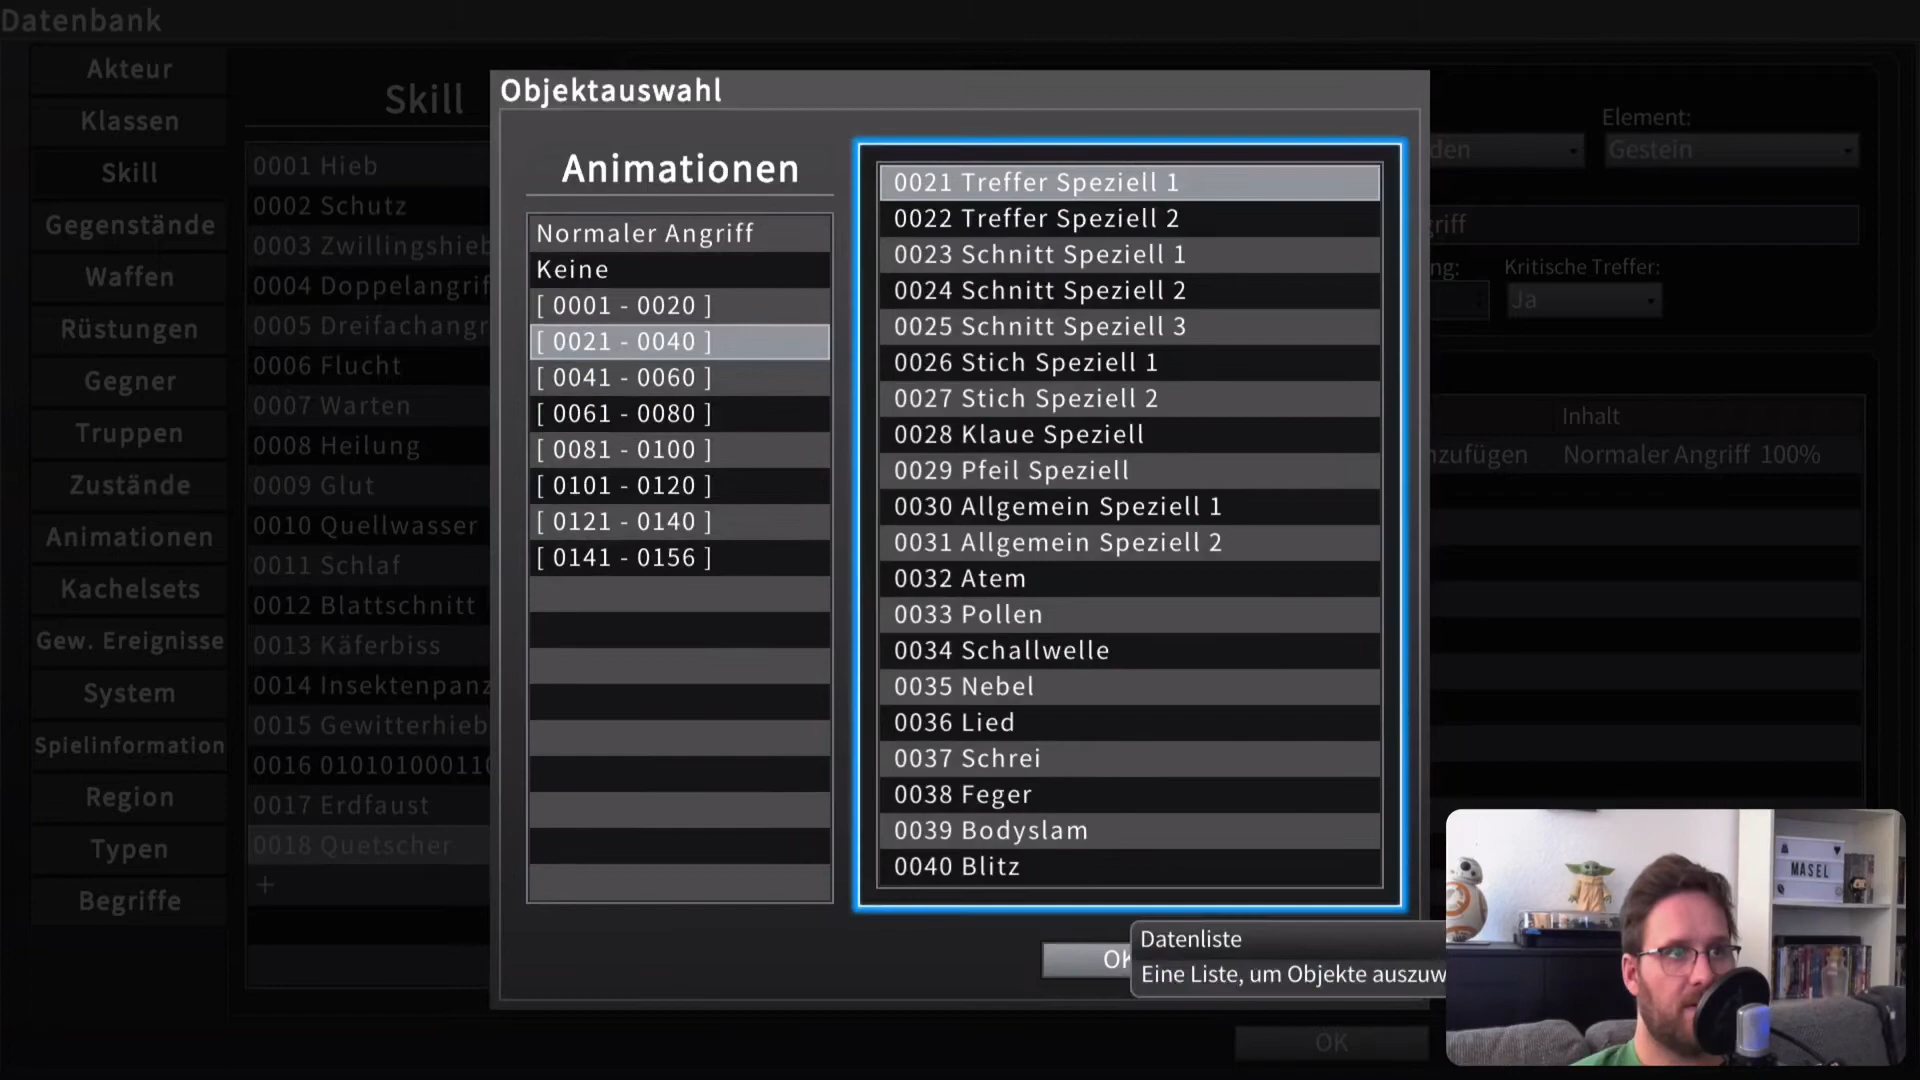 Datenbank
Akteur
Klassen
Skill
Gegenstände
Waffen
Rüstungen
Gegner
Truppen
Zustände
Animationen
Kachelsets
Gew. Ereignisse
System
Spielinformation
Region
Typen
Begriffe
Skill
0001 Hieb
0002 Schutz
0003 Zwillingshieb
0004 Doppelangrif
0005 Dreifachangr
0006 Flucht
0007 Warten
0008 Heilung
0009 Glut
0010 Quellwasser
0011 Schlaf
0012 Blattschnitt
0013 Käferbiss
0014 Insektenpanz
0015 Gewitterhieb
0016 010101000110
0017 Erdfaust
0018 Quetscher
+
Objektauswahl
Animationen
Normaler Angriff
Keine
[ 0001 - 0020 ]
[ 0021 - 0040 ]
[ 0041 - 0060 ]
[ 0061 - 0080 ]
[ 0081 - 0100 ]
[ 0101 - 0120 ]
[ 0121 - 0140 ]
[ 0141 - 0156 ]
0021 Treffer Speziell 1
0022 Treffer Speziell 2
0023 Schnitt Speziell 1
0024 Schnitt Speziell 2
0025 Schnitt Speziell 3
0026 Stich Speziell 1
0027 Stich Speziell 2
0028 Klaue Speziell
0029 Pfeil Speziell
0030 Allgemein Speziell 1
0031 Allgemein Speziell 2
0032 Atem
0033 Pollen
0034 Schallwelle
0035 Nebel
0036 Lied
0037 Schrei
0038 Feger
0039 Bodyslam
0040 Blitz
OK
Datenliste
Eine Liste, um Objekte auszuw
Element:
den
Gestein
riff
ng:
Kritische Treffer:
Ja
Inhalt
nzufügen
Normaler Angriff 100%
OK
MASEL